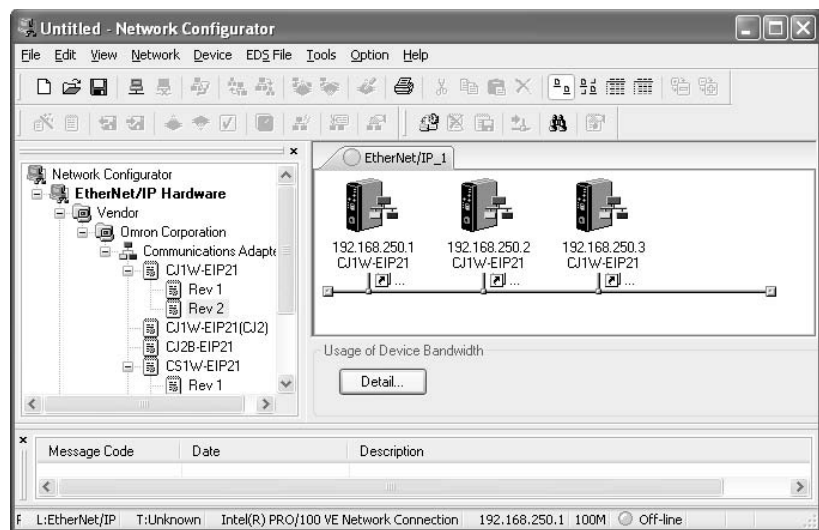 Untitled - Network Configurator
File Edit View Network Device EDS File Tools Option Help
EtherNet/IP_1
Network Configurator
EtherNet/IP Hardware
Vendor
Omron Corporation
Communications Adapte
CJ1W-EIP21
Rev 1
Rev 2
CJ1W-EIP21(CJ2)
CJ2B-EIP21
CS1W-EIP21
Rev 1
192.168.250.1 192.168.250.2 192.168.250.3
CJ1W-EIP21 CJ1W-EIP21 CJ1W-EIP21
... ... ...
Usage of Device Bandwidth
Detail...
Message Code Date Description
F L:EtherNet/IP T:Unknown Intel(R) PRO/100 VE Network Connection 192.168.250.1 100M Off-line